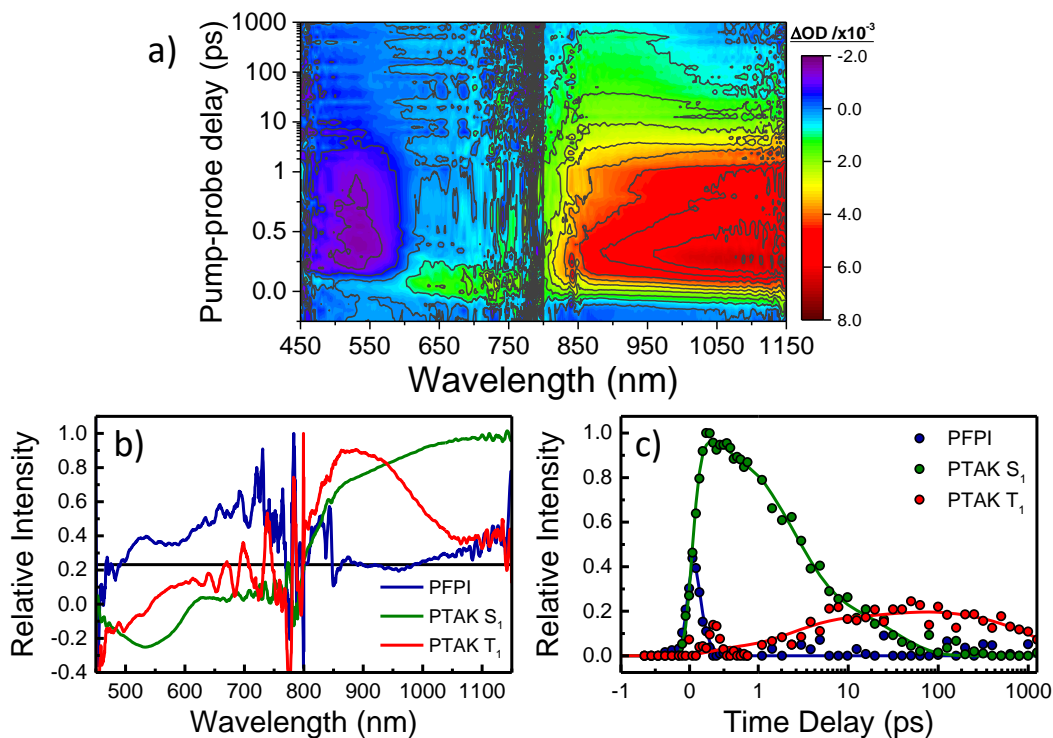 a)
Pump-probe delay (ps)
1000
100
10
1
0.5
0.0
450 550 650 750 850 950 1050 1150
Wavelength (nm)
ΔOD /x10⁻³
-2.0
0.0
2.0
4.0
6.0
8.0
b)
Relative Intensity
1.0
0.8
0.6
0.4
0.2
0.0
-0.2
-0.4
PFPI
PTAK S₁
PTAK T₁
500 600 700 800 900 1000 1100
Wavelength (nm)
c)
Relative Intensity
1.0
0.8
0.6
0.4
0.2
0.0
PFPI
PTAK S₁
PTAK T₁
-1 0 1 10 100 1000
Time Delay (ps)